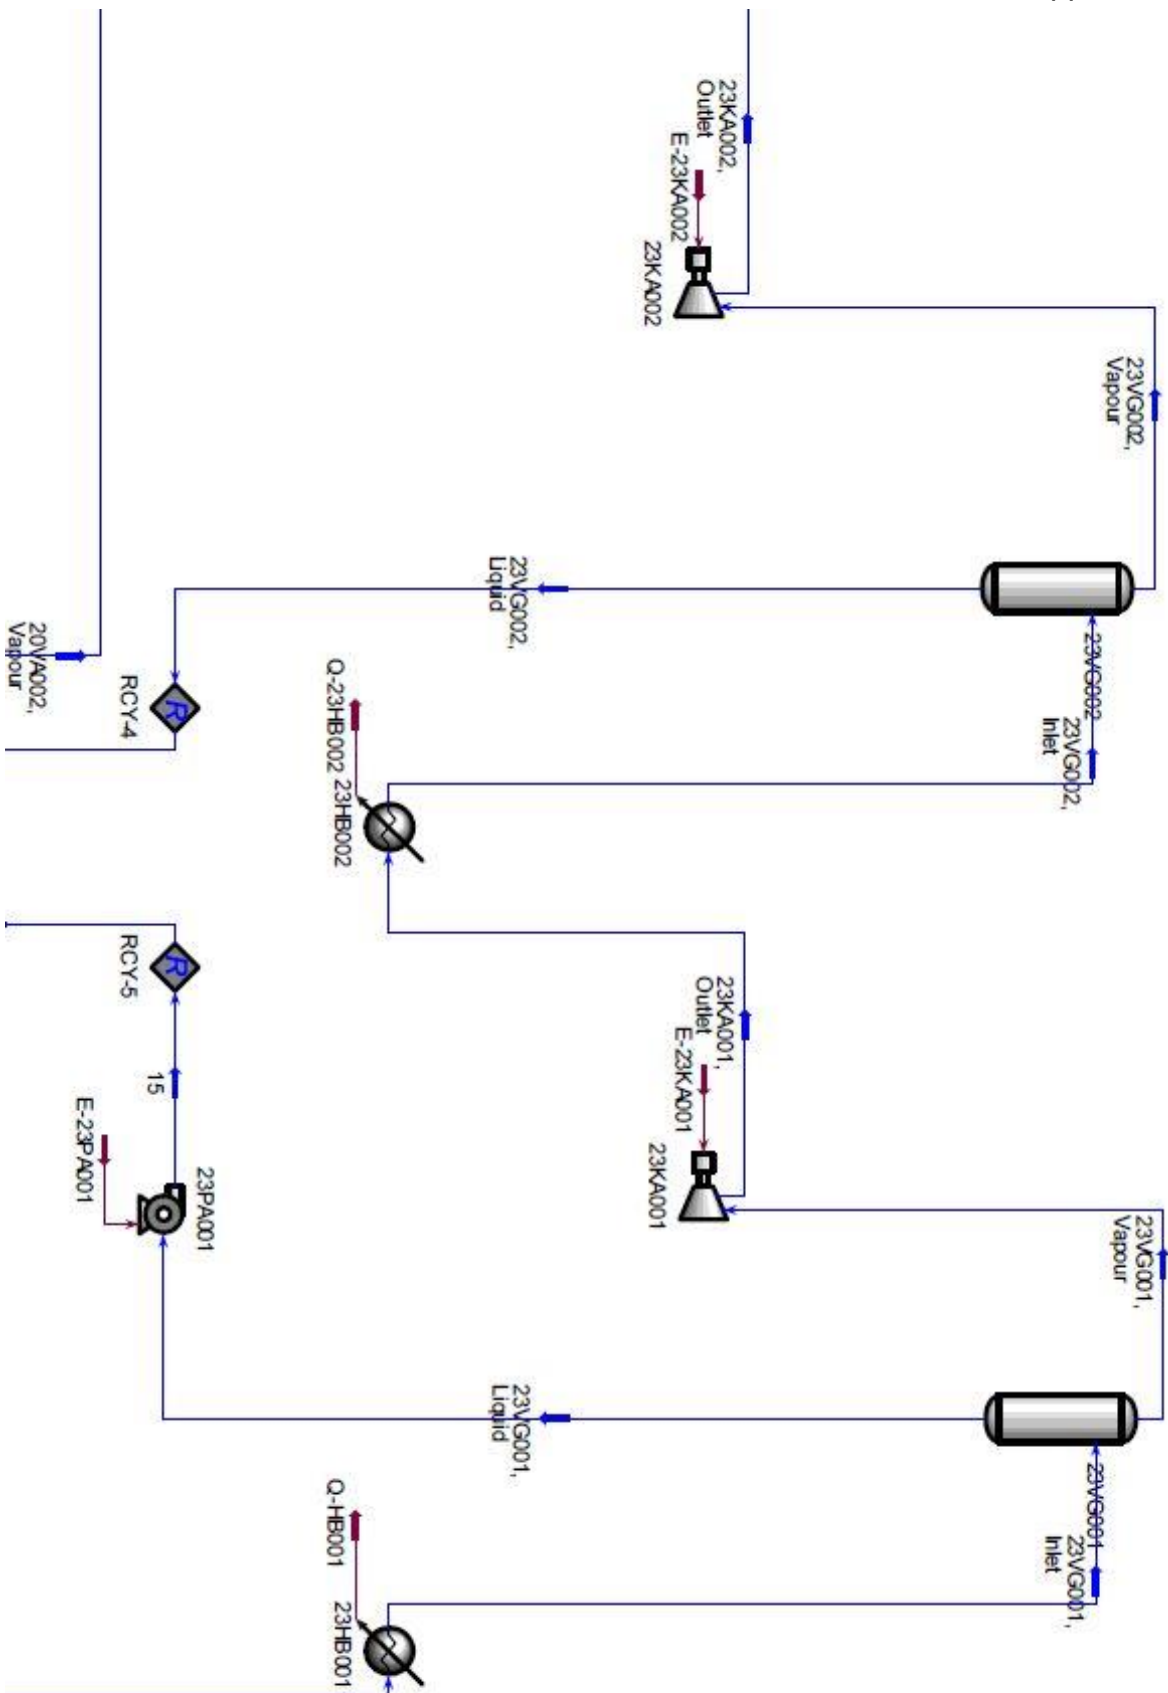 23KA002,
Outlet
E-23KA002
23KA002
23VG002,
Vapour
23VG002,
Liquid
23VG002
23VG002,
Inlet
20VA002,
Vapour
RCY-4
R
Q-23HB002
23HB002
RCY-5
R
23KA001,
Outlet
E-23KA001
23KA001
15
E-23PA001
23PA001
23VG001,
Vapour
23VG001,
Liquid
23VG001
23VG001,
Inlet
Q-HB001
23HB001